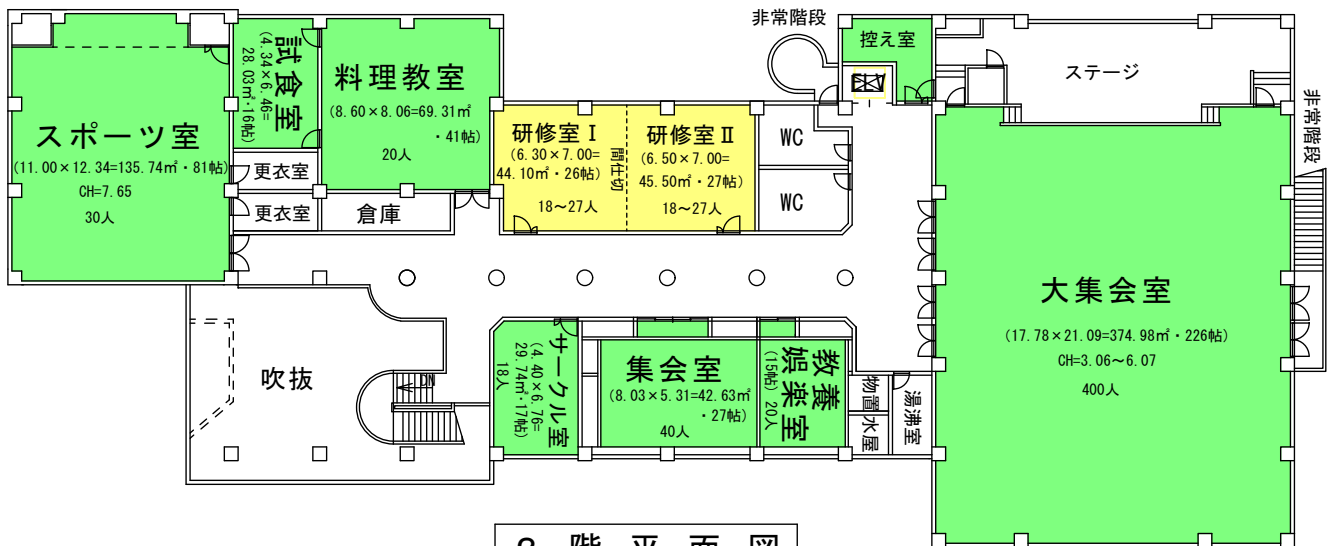 非常階段
控え室
ステージ
非常階段
スポーツ室
(11.00×12.34=135.74㎡・81帖)
CH=7.65
30人
試食室
(4.34×6.46=
28.03㎡・16帖)
料理教室
(8.60×8.06=69.31㎡
・41帖)
20人
更衣室
更衣室
倉庫
研修室Ⅰ
(6.30×7.00=
44.10㎡・26帖)
18～27人
間仕切
研修室Ⅱ
(6.50×7.00=
45.50㎡・27帖)
18～27人
WC
WC
大集会室
(17.78×21.09=374.98㎡・226帖)
CH=3.06～6.07
400人
吹抜
DN
サークル室
(4.40×6.76=
29.74㎡・17帖)
18人
集会室
(8.03×5.31=42.63㎡
・27帖)
40人
教養
娯楽室
(15帖) 20人
物置
水屋
湯沸室
階平面図